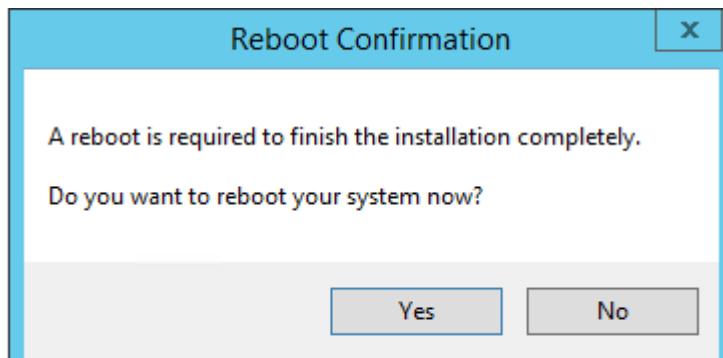 Reboot Confirmation
x
A reboot is required to finish the installation completely.
Do you want to reboot your system now?
Yes
No